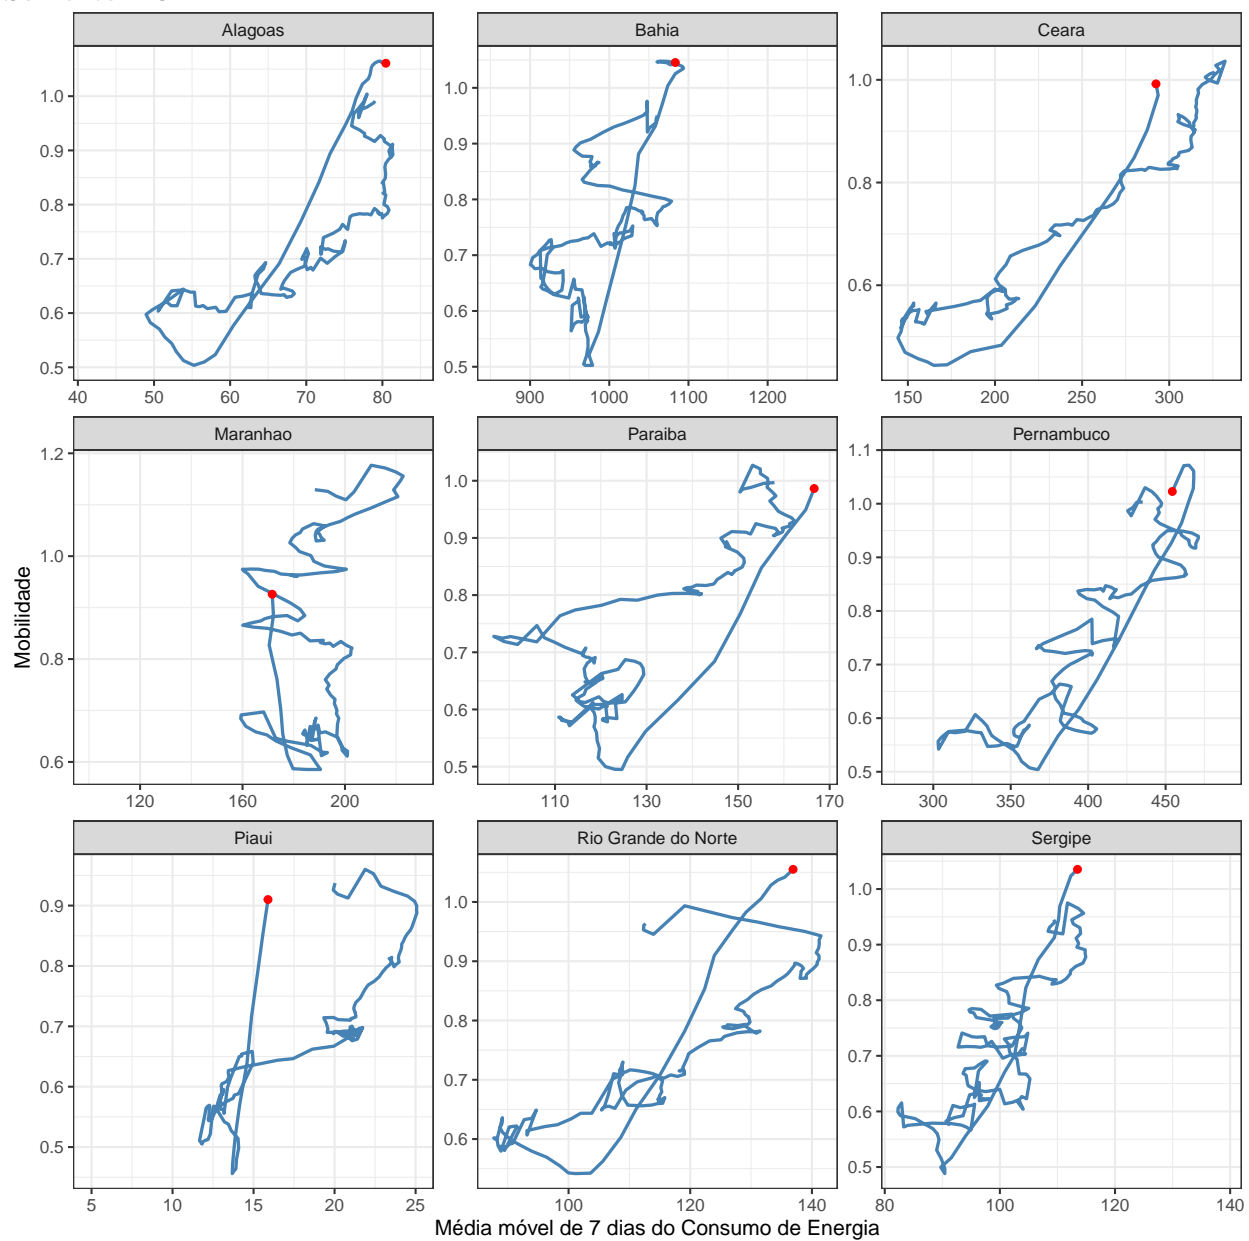 Alagoas
Bahia
Ceara
1.0
0.9
0.8
0.7
0.6
0.5
40 50 60 70 80
1.0
0.9
0.8
0.7
0.6
0.5
900 1000 1100 1200
1.0
0.8
0.6
150 200 250 300
Maranhao
Paraiba
Pernambuco
1.2
1.0
0.8
0.6
120 160 200
1.0
0.9
0.8
0.7
0.6
0.5
110 130 150 170
1.1
1.0
0.9
0.8
0.7
0.6
0.5
300 350 400 450
Mobilidade
Piaui
Rio Grande do Norte
Sergipe
0.9
0.8
0.7
0.6
0.5
5 10 15 20 25
1.0
0.9
0.8
0.7
0.6
100 120 140
1.0
0.9
0.8
0.7
0.6
0.5
80 100 120 140
Média móvel de 7 dias do Consumo de Energia